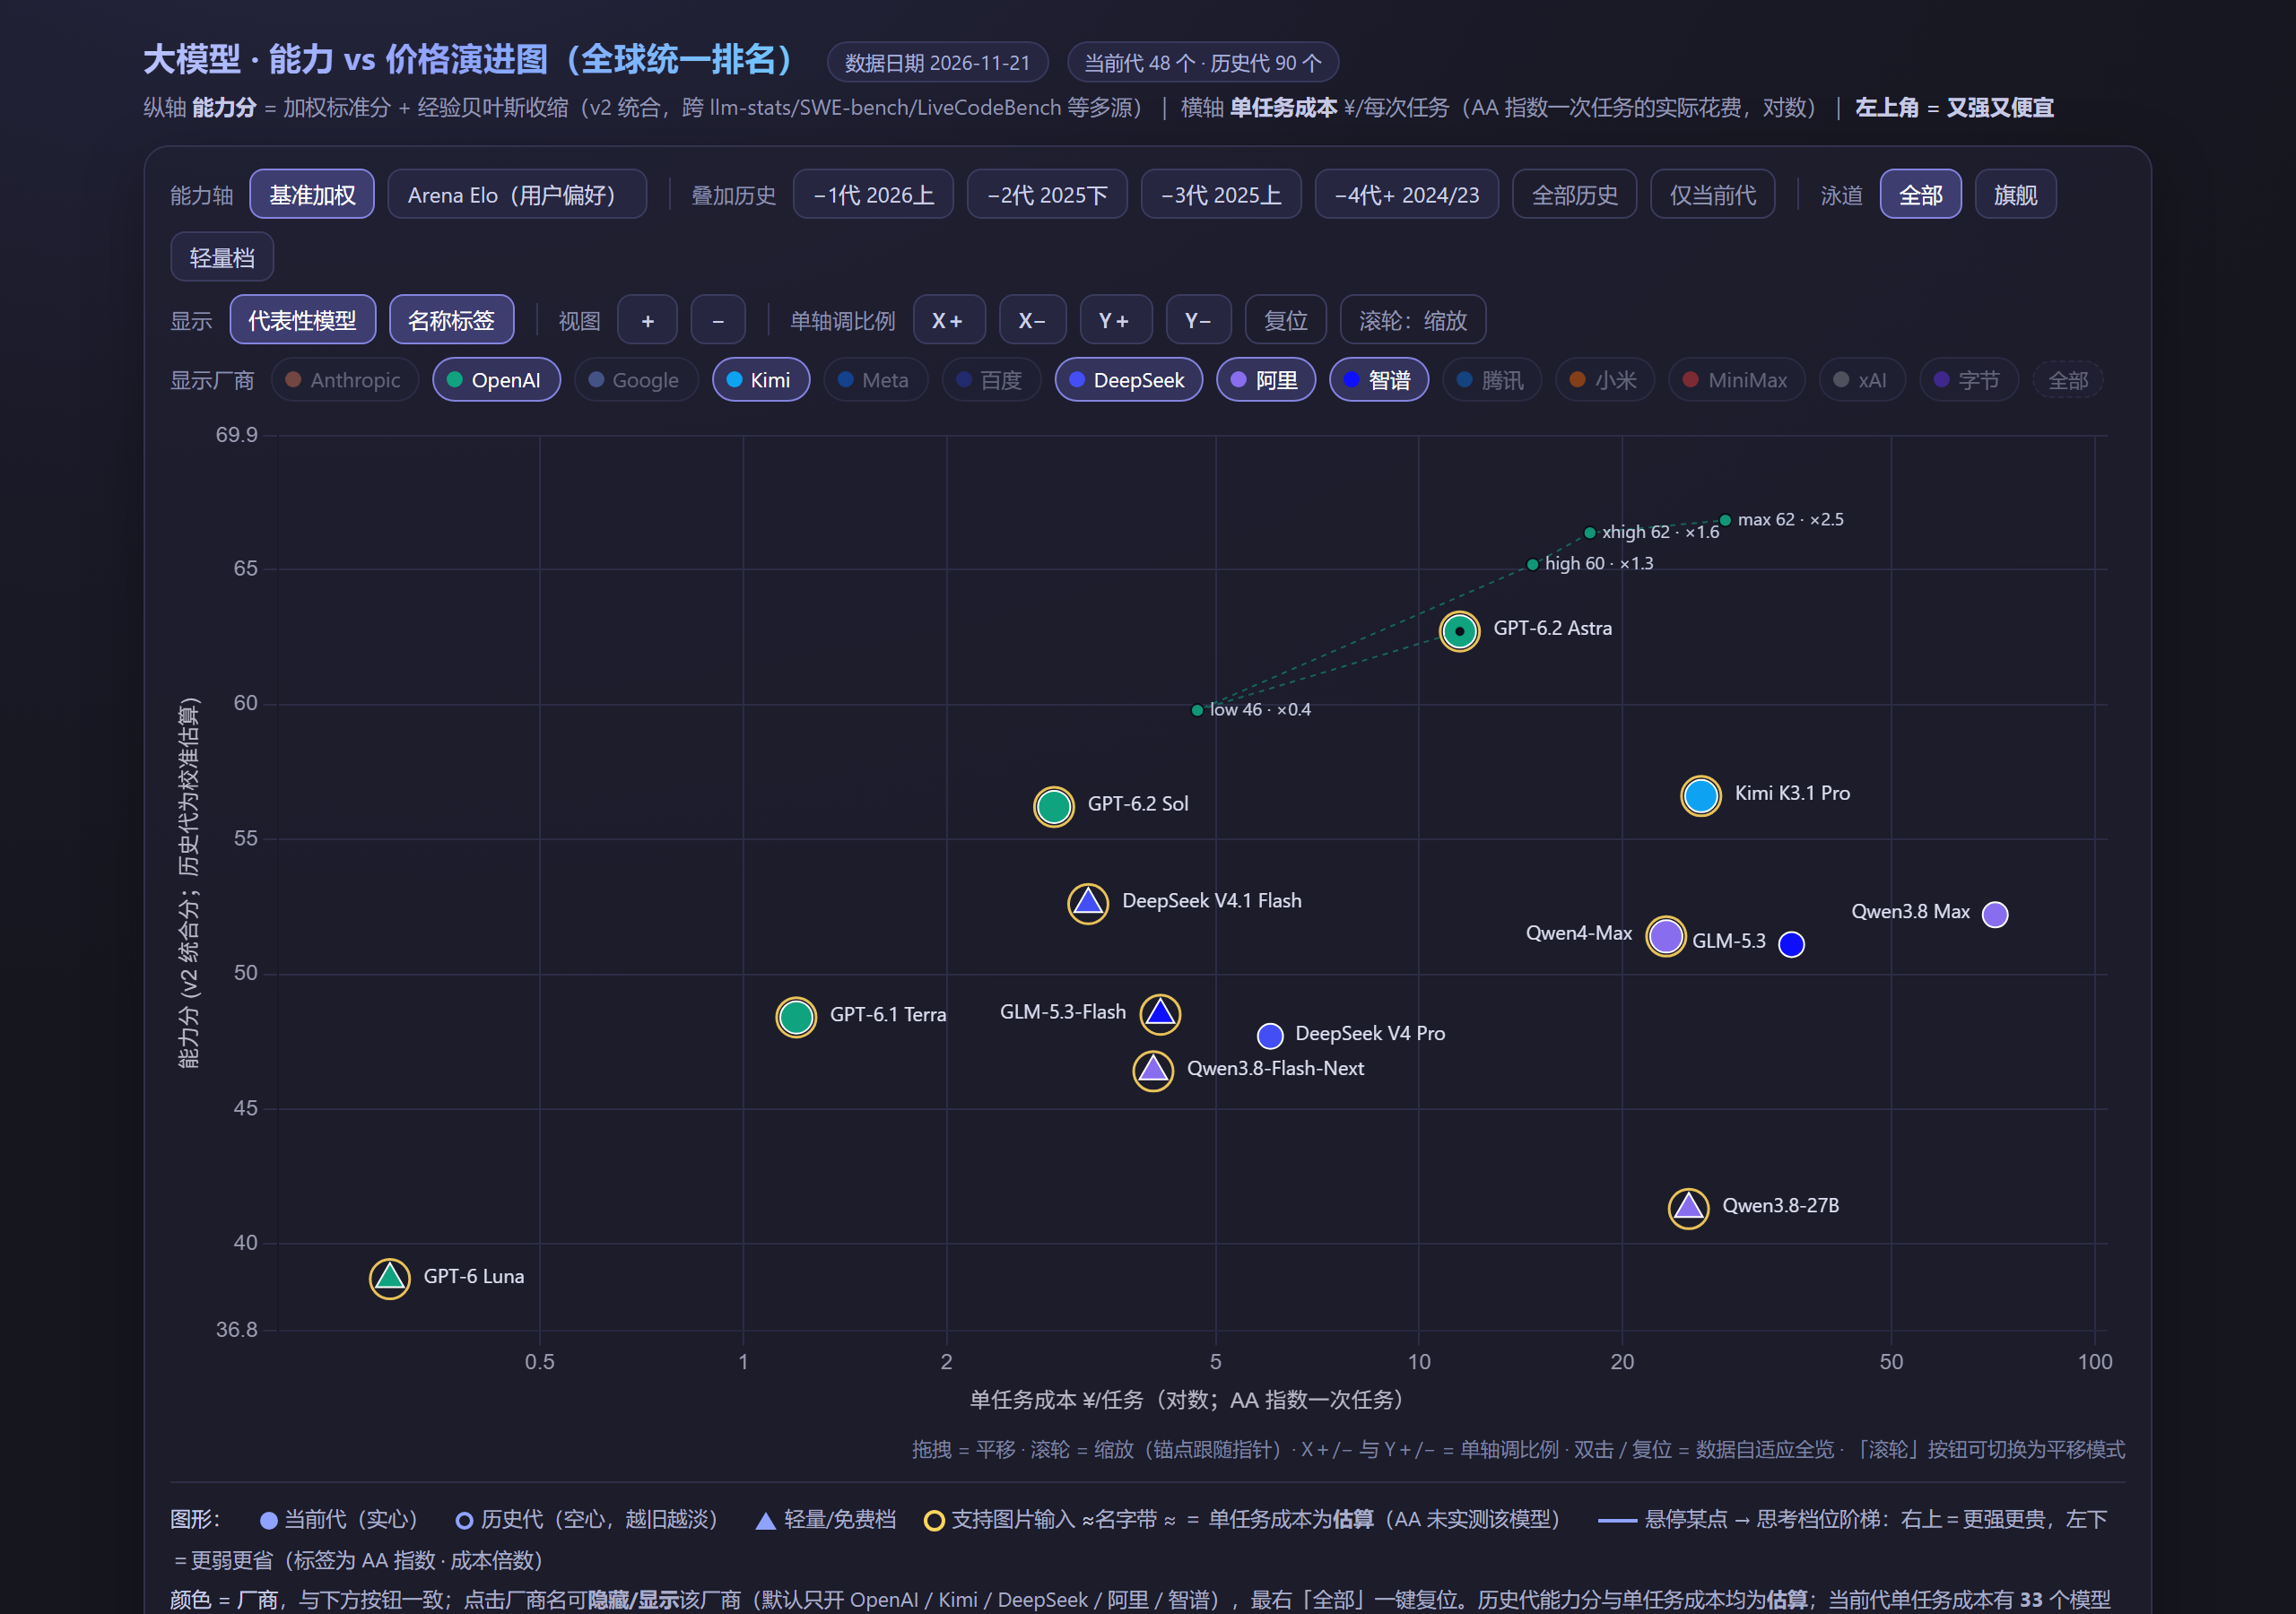 大模型 · 能力 vs 价格演进图（全球统一排名）
数据日期 2026-11-21
当前代 48 个 · 历史代 90 个
纵轴 能力分 = 加权标准分 + 经验贝叶斯收缩（v2 统合，跨 llm-stats/SWE-bench/LiveCodeBench 等多源） | 横轴 单任务成本 ¥/每次任务（AA 指数一次任务的实际花费，对数） | 左上角 = 又强又便宜
能力轴 基准加权 Arena Elo（用户偏好） 叠加历史 −1代 2026上 −2代 2025下 −3代 2025上 −4代+ 2024/23 全部历史 仅当前代 泳道 全部 旗舰
轻量档
显示 代表性模型 名称标签 视图 + − 单轴调比例 X+ X− Y+ Y− 复位 滚轮：缩放
显示厂商 Anthropic OpenAI Google Kimi Meta 百度 DeepSeek 阿里 智谱 腾讯 小米 MiniMax xAI 字节 全部
69.9
65
60
55
50
45
40
36.8
能力分 (v2 统合分；历史代为校准估算)
max 62 · ×2.5
xhigh 62 · ×1.6
high 60 · ×1.3
GPT-6.2 Astra
low 46 · ×0.4
GPT-6.2 Sol
Kimi K3.1 Pro
DeepSeek V4.1 Flash
Qwen3.8 Max
Qwen4-Max
GLM-5.3
GPT-6.1 Terra
GLM-5.3-Flash
DeepSeek V4 Pro
Qwen3.8-Flash-Next
Qwen3.8-27B
GPT-6 Luna
0.5 1 2 5 10 20 50 100
单任务成本 ¥/任务（对数；AA 指数一次任务）
拖拽 = 平移 · 滚轮 = 缩放（锚点跟随指针）· X+/− 与 Y+/− = 单轴调比例 · 双击 / 复位 = 数据自适应全览 · 「滚轮」按钮可切换为平移模式
图形： 当前代（实心） 历史代（空心，越旧越淡） 轻量/免费档 支持图片输入 ≈名字带 ≈ = 单任务成本为估算（AA 未实测该模型） 悬停某点 → 思考档位阶梯：右上=更强更贵，左下
=更弱更省（标签为 AA 指数 · 成本倍数）
颜色 = 厂商，与下方按钮一致；点击厂商名可隐藏/显示该厂商（默认只开 OpenAI / Kimi / DeepSeek / 阿里 / 智谱），最右「全部」一键复位。历史代能力分与单任务成本均为估算；当前代单任务成本有 33 个模型